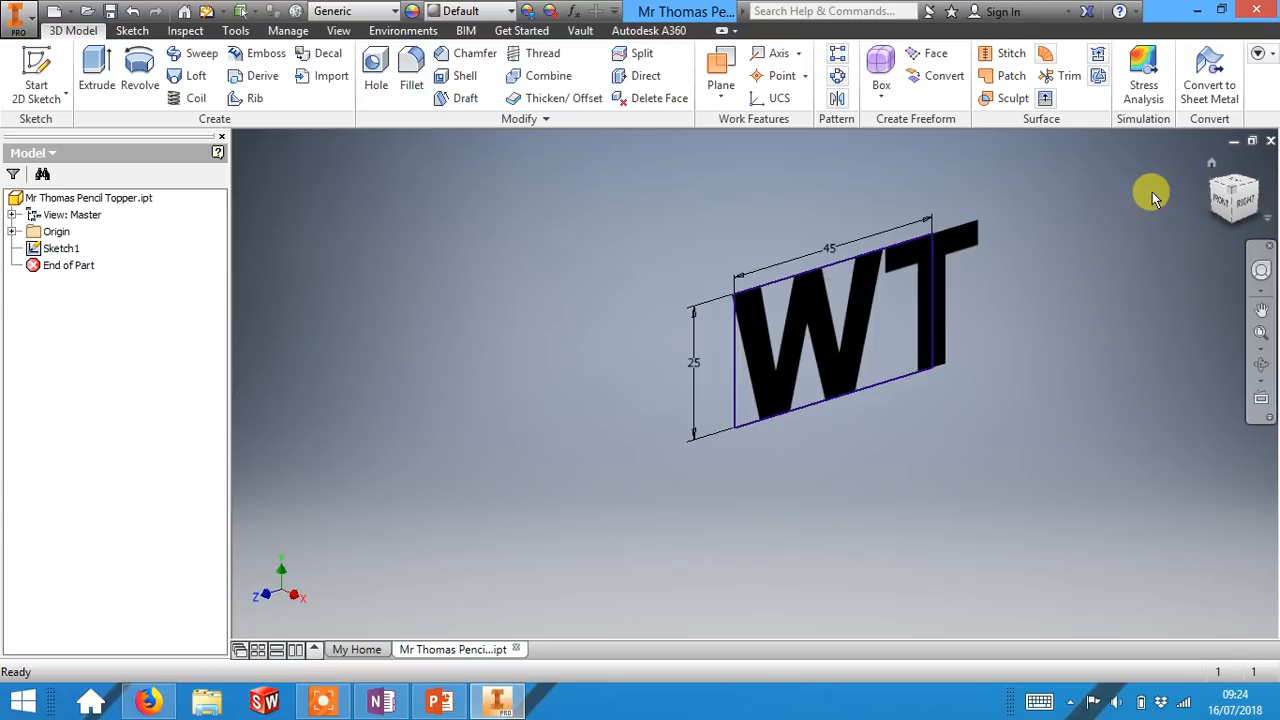 Generic
Default
Mr Thomas Pe...
Search Help & Commands...
Sign In
PRO
3D Model
Sketch
Inspect
Tools
Manage
View
Environments
BIM
Get Started
Vault
Autodesk A360
Start
2D Sketch
Sketch
Extrude
Revolve
Sweep
Loft
Coil
Emboss
Derive
Rib
Decal
Import
Create
Hole
Fillet
Chamfer
Shell
Draft
Thread
Combine
Thicken/ Offset
Split
Direct
Delete Face
Modify
Plane
Axis
Point
UCS
Work Features
Pattern
Box
Face
Convert
Create Freeform
Stitch
Patch
Sculpt
Trim
Surface
Stress
Analysis
Simulation
Convert to
Sheet Metal
Convert
Model
Mr Thomas Pencil Topper.ipt
View: Master
Origin
Sketch1
End of Part
45
25
WT
FRONT
RIGHT
Y
Z
X
My Home
Mr Thomas Penci...ipt
Ready
1
1
SW
N
P
PRO
09:24
16/07/2018